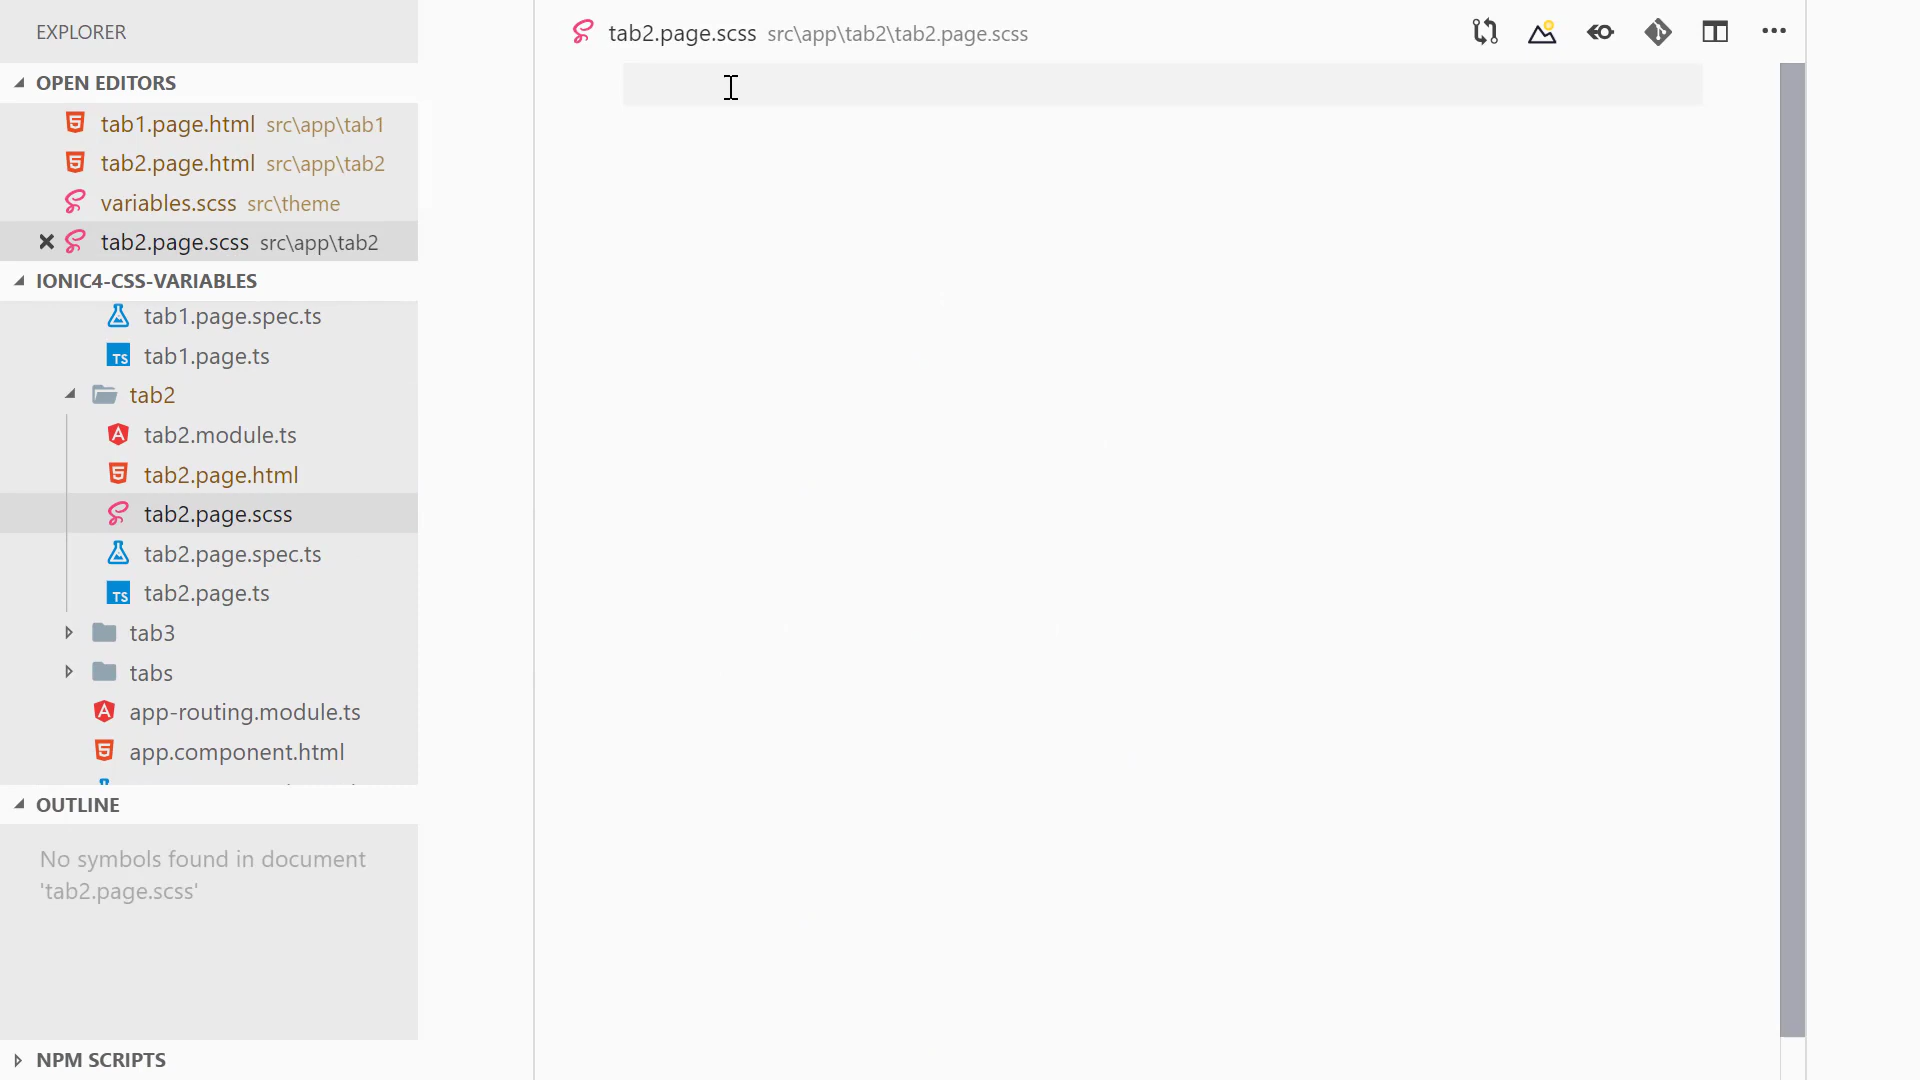 EXPLORER
OPEN EDITORS
tab1.page.html src\app\tab1
tab2.page.html src\app\tab2
variables.scss src\theme
tab2.page.scss src\app\tab2
IONIC4-CSS-VARIABLES
tab1.page.spec.ts
TS tab1.page.ts
tab2
tab2.module.ts
tab2.page.html
tab2.page.scss
tab2.page.spec.ts
TS tab2.page.ts
tab3
tabs
app-routing.module.ts
app.component.html
OUTLINE
No symbols found in document
'tab2.page.scss'
NPM SCRIPTS
tab2.page.scss src\app\tab2\tab2.page.scss